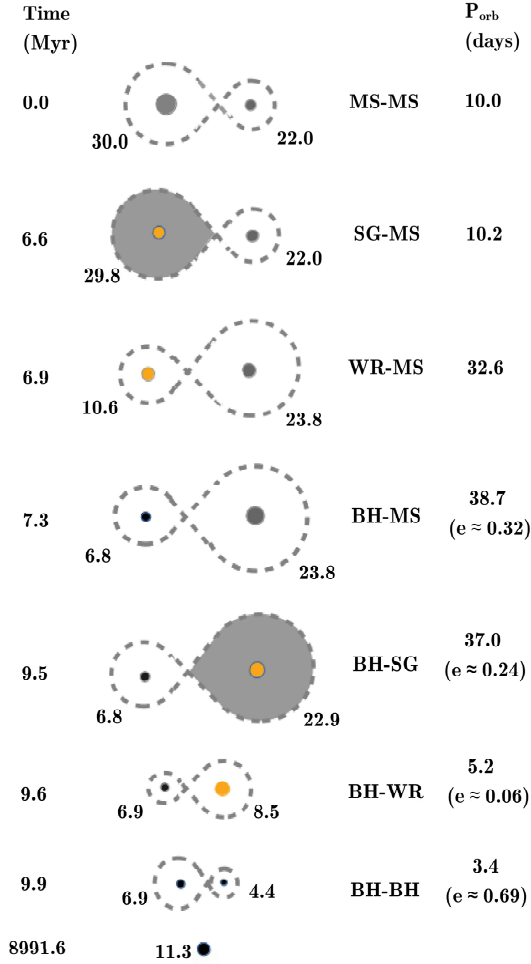 Time
(Myr)
P_orb
(days)
0.0
30.0
22.0
MS-MS
10.0
6.6
29.8
22.0
SG-MS
10.2
6.9
10.6
23.8
WR-MS
32.6
7.3
6.8
23.8
BH-MS
38.7
(e ≈ 0.32)
9.5
6.8
22.9
BH-SG
37.0
(e ≈ 0.24)
9.6
6.9
8.5
BH-WR
5.2
(e ≈ 0.06)
9.9
6.9
4.4
BH-BH
3.4
(e ≈ 0.69)
8991.6
11.3